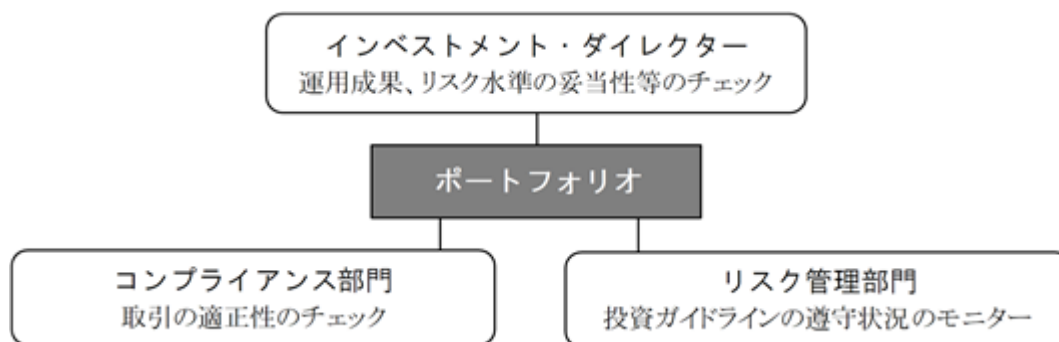 インベストメント・ダイレクター
運用成果、リスク水準の妥当性等のチェック
ポートフォリオ
コンプライアンス部門
取引の適正性のチェック
リスク管理部門
投資ガイドラインの遵守状況のモニター